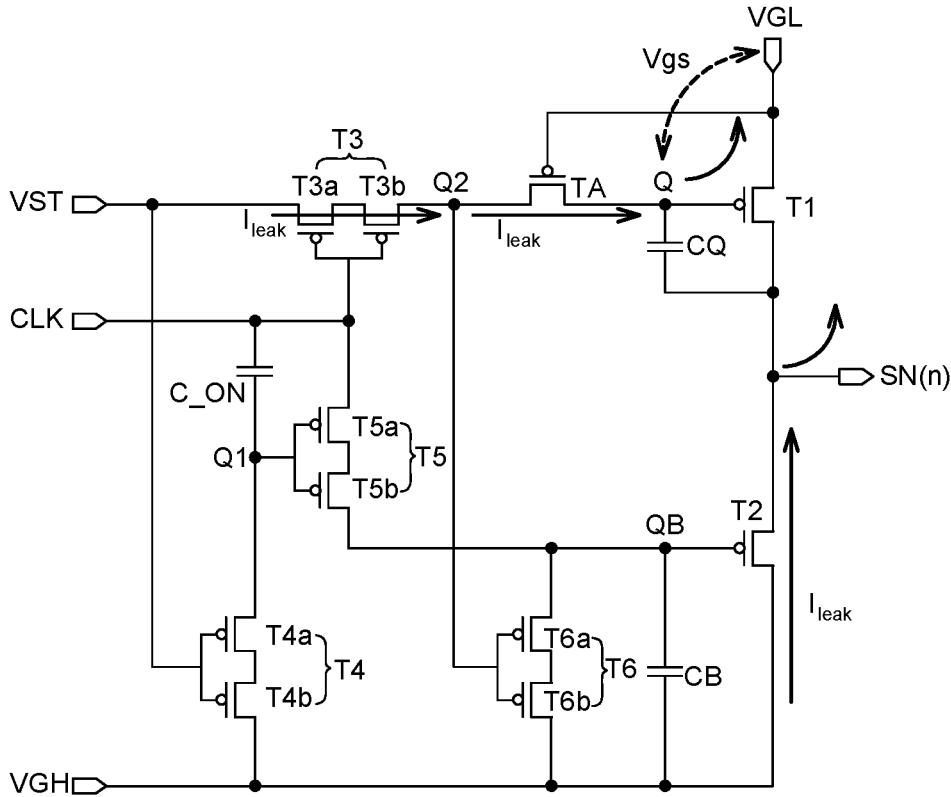 VGL
Vgs
T3
T3a T3b
Q2
TA
Q
T1
VST
Ileak
Ileak
CQ
CLK
C_ON
SN(n)
T5a
T5
T5b
Q1
QB
T2
Ileak
T4a
T4
T4b
T6a
T6
T6b
CB
VGH